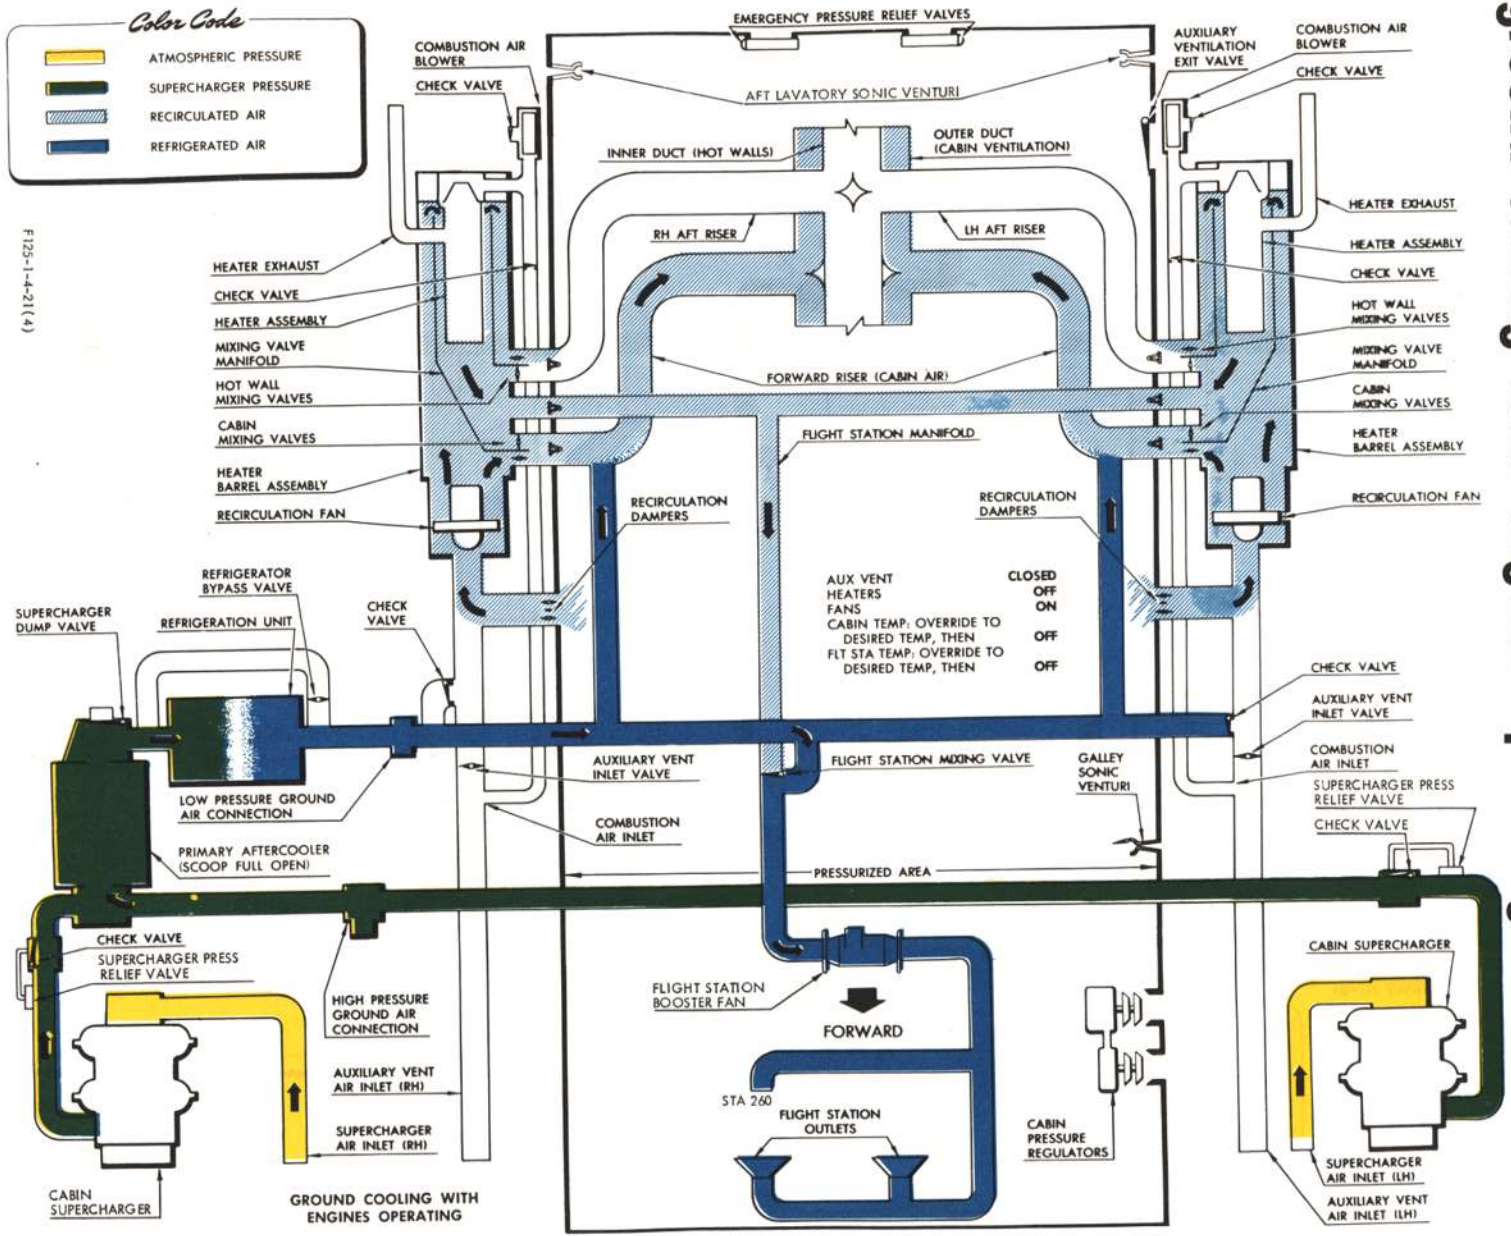 Color Code
ATMOSPHERIC PRESSURE
SUPERCHARGER PRESSURE
RECIRCULATED AIR
REFRIGERATED AIR
F125-1-4-21(4)
COMBUSTION AIR
BLOWER
CHECK VALVE
EMERGENCY PRESSURE RELIEF VALVES
AFT LAVATORY SONIC VENTURI
AUXILIARY
VENTILATION
EXIT VALVE
COMBUSTION AIR
BLOWER
CHECK VALVE
INNER DUCT (HOT WALLS)
OUTER DUCT
(CABIN VENTILATION)
RH AFT RISER
LH AFT RISER
HEATER EXHAUST
CHECK VALVE
HEATER ASSEMBLY
MIXING VALVE
MANIFOLD
HOT WALL
MIXING VALVES
CABIN
MIXING VALVES
HEATER
BARREL ASSEMBLY
RECIRCULATION FAN
HEATER EXHAUST
HEATER ASSEMBLY
CHECK VALVE
HOT WALL
MIXING VALVES
MIXING VALVE
MANIFOLD
CABIN
MIXING VALVES
HEATER
BARREL ASSEMBLY
RECIRCULATION FAN
FORWARD RISER (CABIN AIR)
FLIGHT STATION MANIFOLD
RECIRCULATION
DAMPERS
RECIRCULATION
DAMPERS
AUX VENT CLOSED
HEATERS OFF
FANS ON
CABIN TEMP: OVERRIDE TO
DESIRED TEMP, THEN OFF
FLT STA TEMP: OVERRIDE TO
DESIRED TEMP, THEN OFF
REFRIGERATOR
BYPASS VALVE
SUPERCHARGER
DUMP VALVE
REFRIGERATION UNIT
CHECK
VALVE
LOW PRESSURE GROUND
AIR CONNECTION
PRIMARY AFTERCOOLER
(SCOOP FULL OPEN)
AUXILIARY VENT
INLET VALVE
COMBUSTION
AIR INLET
FLIGHT STATION MIXING VALVE
GALLEY
SONIC
VENTURI
CHECK VALVE
AUXILIARY VENT
INLET VALVE
COMBUSTION
AIR INLET
SUPERCHARGER PRESS
RELIEF VALVE
CHECK VALVE
PRESSURIZED AREA
CHECK VALVE
SUPERCHARGER PRESS
RELIEF VALVE
HIGH PRESSURE
GROUND AIR
CONNECTION
AUXILIARY VENT
AIR INLET (RH)
SUPERCHARGER
AIR INLET (RH)
CABIN
SUPERCHARGER
GROUND COOLING WITH
ENGINES OPERATING
FLIGHT STATION
BOOSTER FAN
FORWARD
STA 260
FLIGHT STATION
OUTLETS
CABIN
PRESSURE
REGULATORS
CABIN SUPERCHARGER
SUPERCHARGER
AIR INLET (LH)
AUXILIARY VENT
AIR INLET (LH)